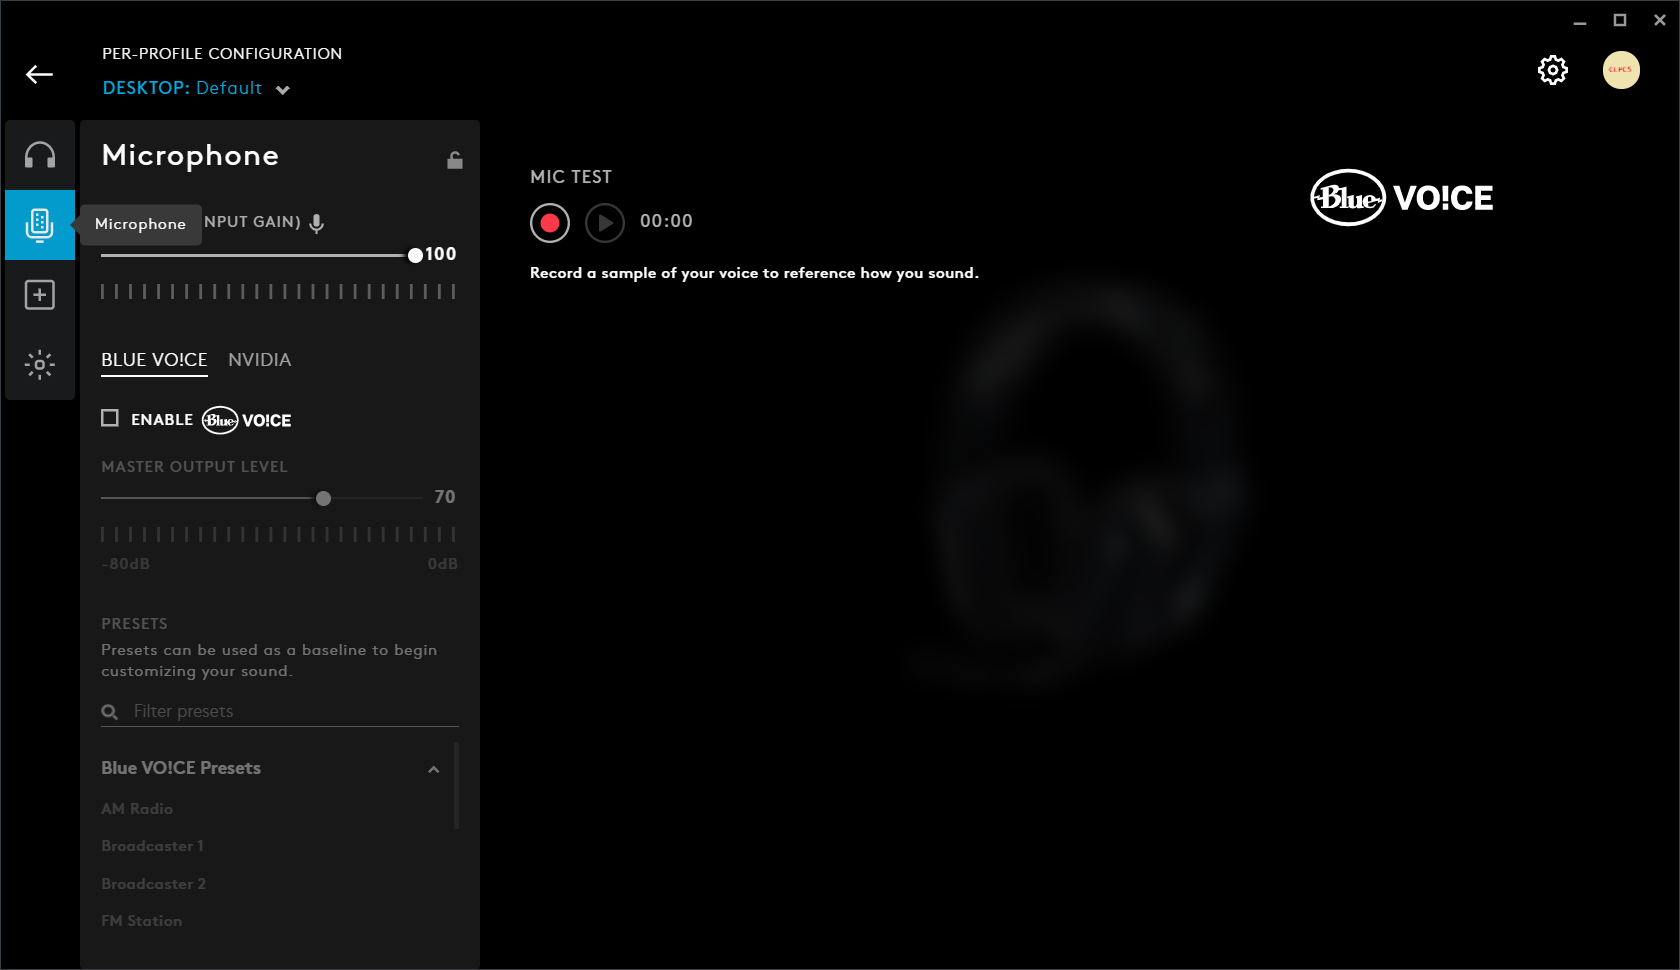 PER-PROFILE CONFIGURATION
DESKTOP: Default
CLPCS
Microphone
Microphone
NPUT GAIN)
100
BLUE VO!CE NVIDIA
ENABLE Blue VO!CE
MASTER OUTPUT LEVEL
70
-80dB 0dB
PRESETS
Presets can be used as a baseline to begin
customizing your sound.
Filter presets
Blue VO!CE Presets
AM Radio
Broadcaster 1
Broadcaster 2
FM Station
MIC TEST
00:00
Record a sample of your voice to reference how you sound.
Blue VO!CE